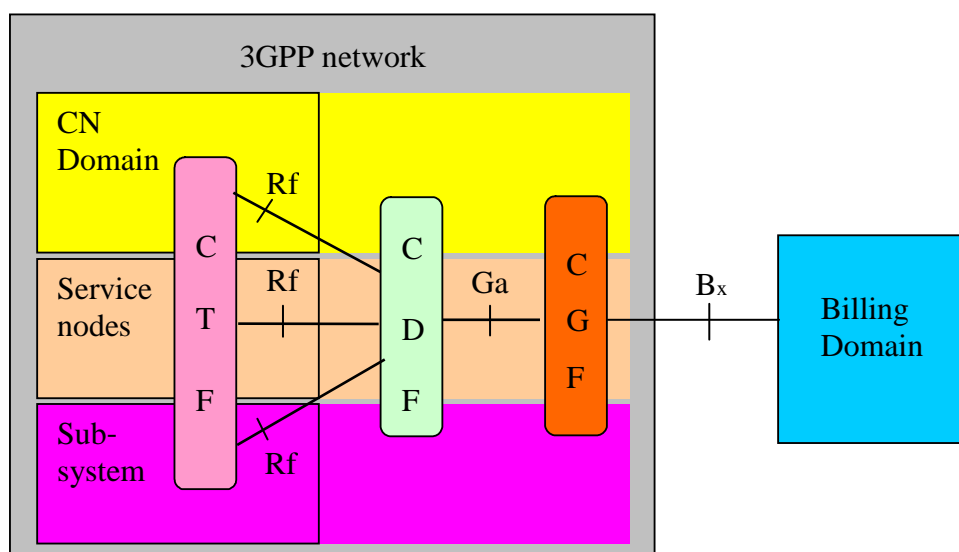 3GPP network
CN
Domain
Rf
C
T
F
Service
nodes
Rf
Sub-
system
Rf
C
D
F
Ga
C
G
F
Bx
Billing
Domain